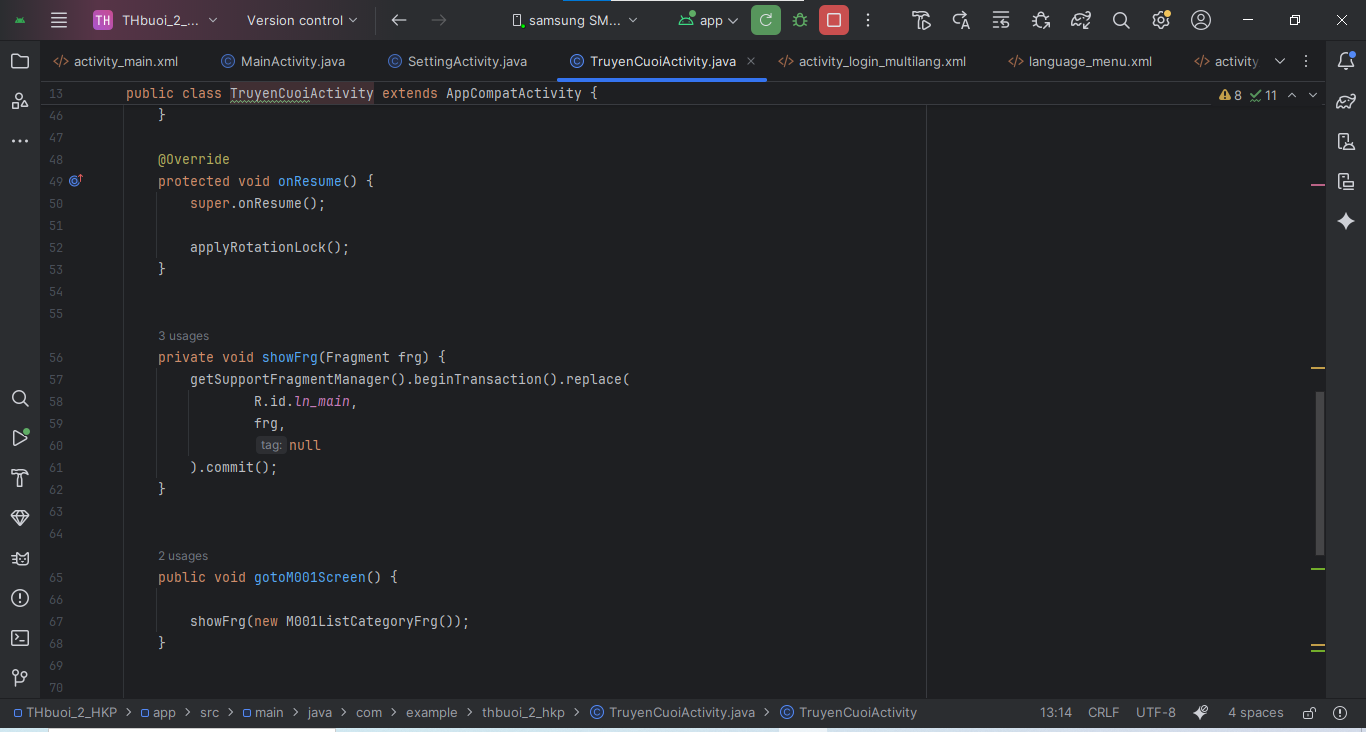 TH THbuoi_2_... Version control samsung SM... app
activity_main.xml MainActivity.java SettingActivity.java TruyenCuoiActivity.java activity_login_multilang.xml language_menu.xml activity
13 public class TruyenCuoiActivity extends AppCompatActivity { 8 11
46 }
47
48 @Override
49 protected void onResume() {
50 super.onResume();
51
52 applyRotationLock();
53 }
54
55
3 usages
56 private void showFrg(Fragment frg) {
57 getSupportFragmentManager().beginTransaction().replace(
58 R.id.ln_main,
59 frg,
60 tag: null
61 ).commit();
62 }
63
64
2 usages
65 public void gotoM001Screen() {
66
67 showFrg(new M001ListCategoryFrg());
68 }
69
70
THbuoi_2_HKP > app > src > main > java > com > example > thbuoi_2_hkp > TruyenCuoiActivity.java > TruyenCuoiActivity 13:14 CRLF UTF-8 4 spaces